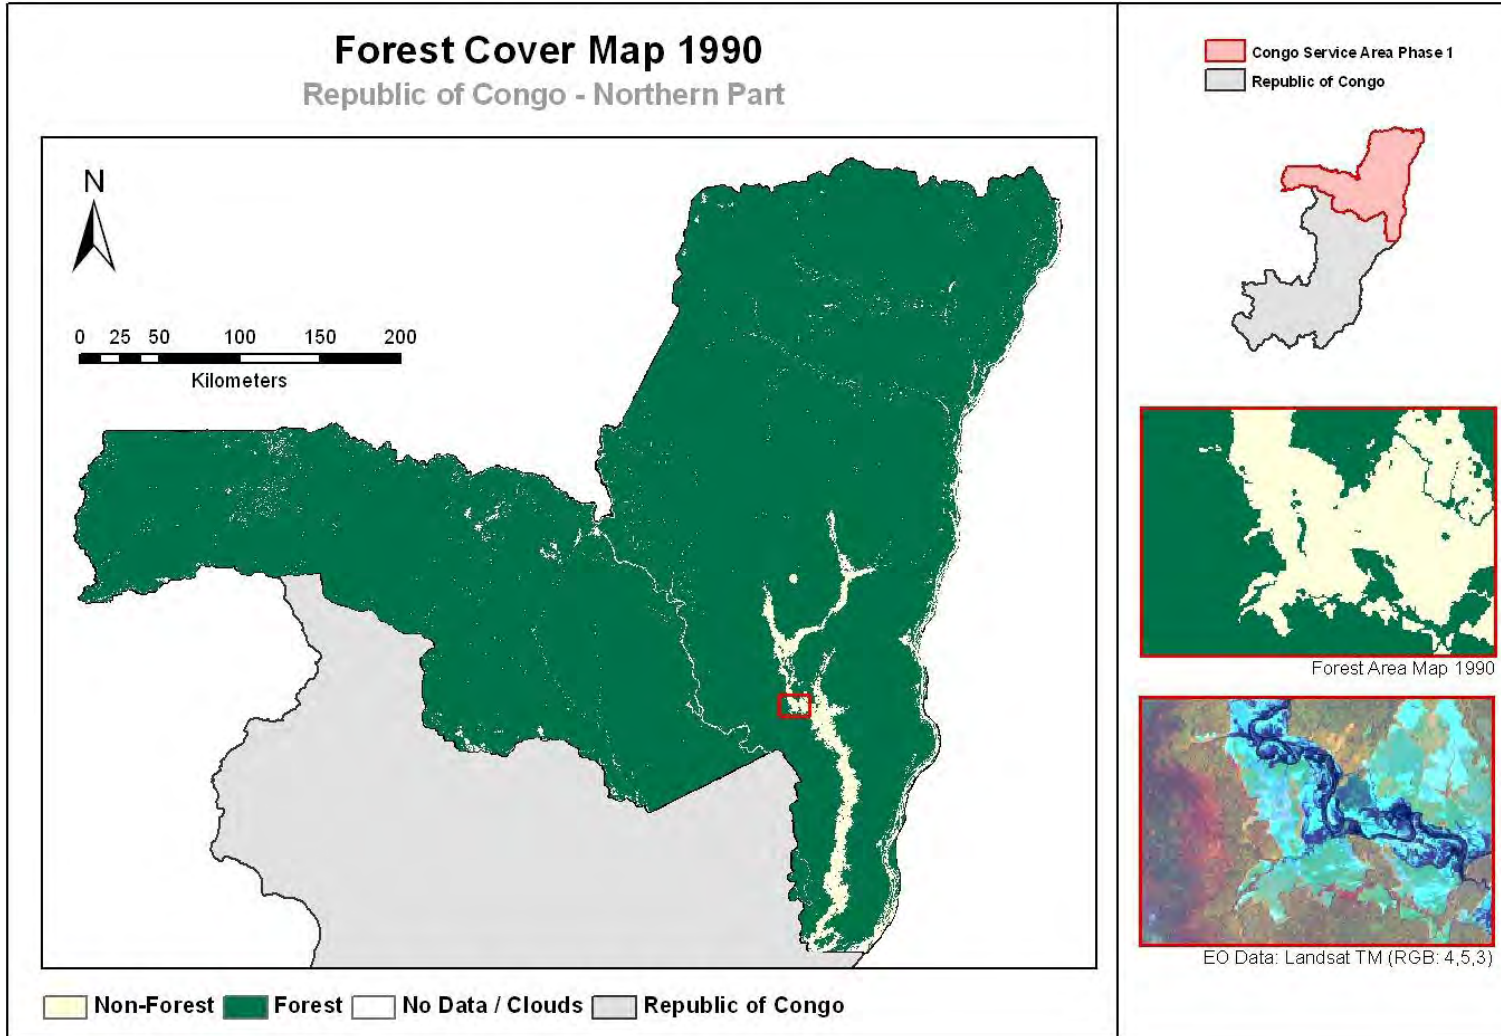 Forest Cover Map 1990
Republic of Congo - Northern Part
N
0 25 50 100 150 200
Kilometers
Non-Forest Forest No Data / Clouds Republic of Congo
Congo Service Area Phase 1
Republic of Congo
Forest Area Map 1990
EO Data: Landsat TM (RGB: 4,5,3)